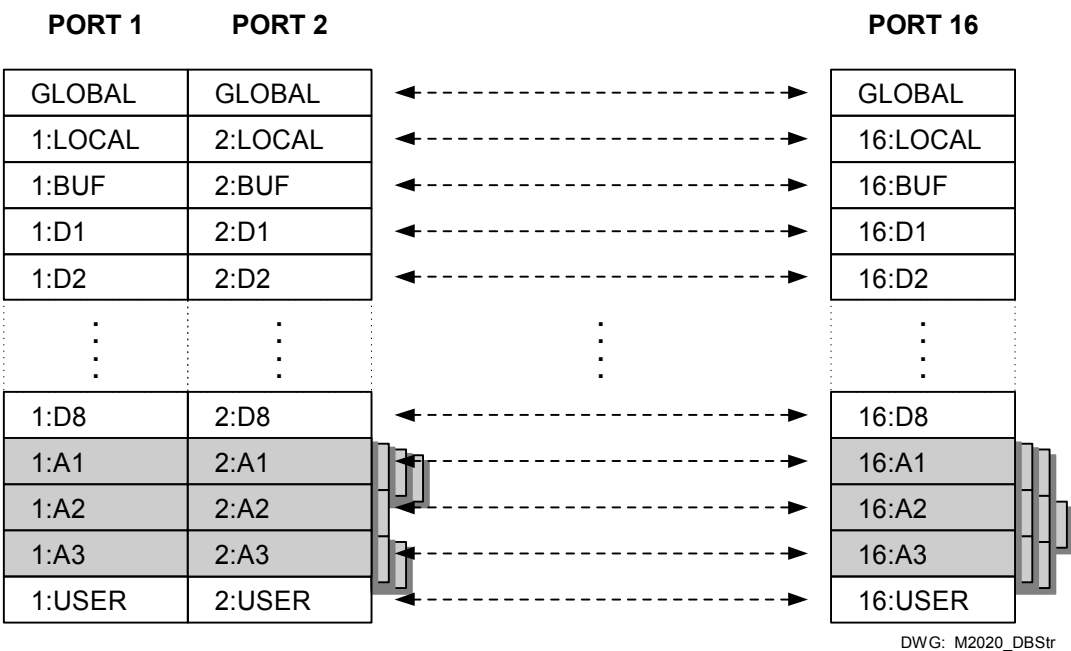 PORT 1 PORT 2 PORT 16
GLOBAL GLOBAL GLOBAL
1:LOCAL 2:LOCAL 16:LOCAL
1:BUF 2:BUF 16:BUF
1:D1 2:D1 16:D1
1:D2 2:D2 16:D2
1:D8 2:D8 16:D8
1:A1 2:A1 16:A1
1:A2 2:A2 16:A2
1:A3 2:A3 16:A3
1:USER 2:USER 16:USER
DWG: M2020_DBStr